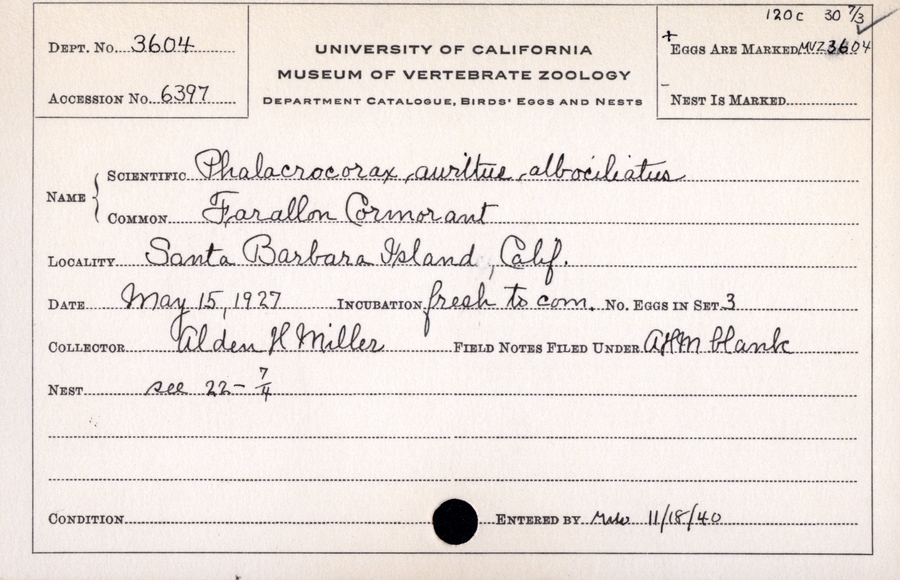 120c 30 7/3
Dept. No. 3604
UNIVERSITY OF CALIFORNIA
MUSEUM OF VERTEBRATE ZOOLOGY
Department Catalogue, Birds' Eggs and Nests
+ Eggs Are Marked MVZ 3604
Accession No. 6397
- Nest Is Marked
Name { Scientific Phalacrocorax auritus albociliatus
Common Farallon Cormorant
Locality Santa Barbara Island, Calif.
Date May 15, 1927 Incubation fresh to com. No. Eggs in Set 3
Collector Alden H Miller Field Notes Filed Under AHM blank
Nest see 22- 7/4
Condition Entered by 11/18/40